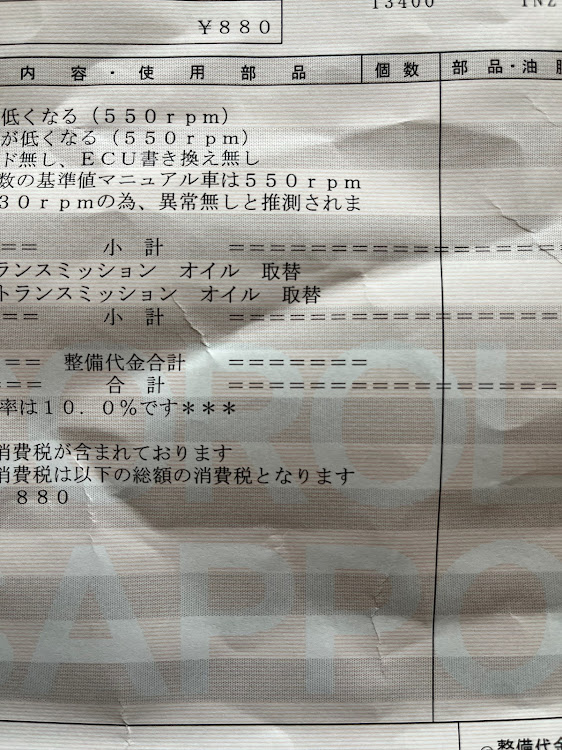 13400
1NZ
¥880
内容・使用部品 個数 部品・油脂
低くなる（550rpm）
が低くなる（550rpm）
ド無し、ECU書き換え無し
数の基準値マニュアル車は550rpm
30rpmの為、異常無しと推測されま
== 小 計 =================
ランスミッション オイル 取替
トランスミッション オイル 取替
== 小 計 =================
== 整備代金合計 =======
== 合 計 =================
率は10．0％です＊＊＊
消費税が含まれております
消費税は以下の総額の消費税となります
880
COROL
SAPPO
○整備代金